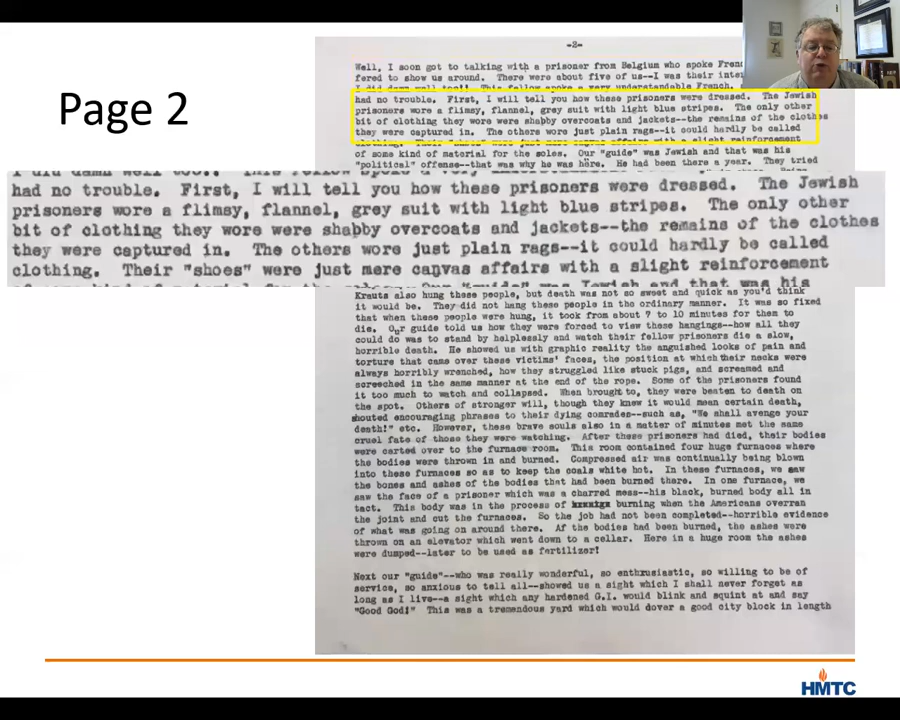 Page 2
-2-
Well, I soon got to talking with a prisoner from Belgium who spoke Fren
fered to show us around. There were about five of us--I was their inte
I did damn well too!! This fellow spoke a very understandable French,
had no trouble. First, I will tell you how these prisoners were dressed. The Jewish
prisoners wore a flimsy, flannel, grey suit with light blue stripes. The only other
bit of clothing they wore were shabby overcoats and jackets--the remains of the clothes
they were captured in. The others wore just plain rags--it could hardly be called
clothing. Their "shoes" were just mere canvas affairs with a slight reinforcement
of some kind of material for the soles. Our "guide" was Jewish and that was his
"political" offense--that was why he was here. He had been there a year. They tried
had no trouble. First, I will tell you how these prisoners were dressed. The Jewish
prisoners wore a flimsy, flannel, grey suit with light blue stripes. The only other
bit of clothing they wore were shabby overcoats and jackets--the remains of the clothes
they were captured in. The others wore just plain rags--it could hardly be called
clothing. Their "shoes" were just mere canvas affairs with a slight reinforcement
Krauts also hung these people, but death was not so sweet and quick as you'd think
it would be. They did not hang these people in the ordinary manner. It was so fixed
that when these people were hung, it took from about 7 to 10 minutes for them to
die. Our guide told us how they were forced to view these hangings--how all they
could do was to stand by helplessly and watch their fellow prisoners die a slow,
horrible death. He showed us with graphic reality the anguished looks of pain and
torture that came over these victims' faces, the position at which their necks were
always horribly wrenched, how they struggled like stuck pigs, and screamed and
screeched in the same manner at the end of the rope. Some of the prisoners found
it too much to watch and collapsed. When brought to, they were beaten to death on
the spot. Others of stronger will, though they knew it would mean certain death,
shouted encouraging phrases to their dying comrades--such as, "We shall avenge your
death!" etc. However, these brave souls also in a matter of minutes met the same
cruel fate of those they were watching. After these prisoners had died, their bodies
were carted over to the furnace room. This room contained four huge furnaces where
the bodies were thrown in and burned. Compressed air was continually being blown
into these furnaces so as to keep the coals white hot. In these furnaces, we saw
the bones and ashes of the bodies that had been burned there. In one furnace, we
saw the face of a prisoner which was a charred mess--his black, burned body all in
tact. This body was in the process of burning when the Americans overran
the joint and cut the furnaces. So the job had not been completed--horrible evidence
of what was going on around there. Af the bodies had been burned, the ashes were
thrown on an elevator which went down to a cellar. Here in a huge room the ashes
were dumped--later to be used as fertilizer!
Next our "guide"--who was really wonderful, so enthusiastic, so willing to be of
service, so anxious to tell all--showed us a sight which I shall never forget as
long as I live--a sight which any hardened G.I. would blink and squint at and say
"Good God!" This was a tremendous yard which would dover a good city block in length
HMTC